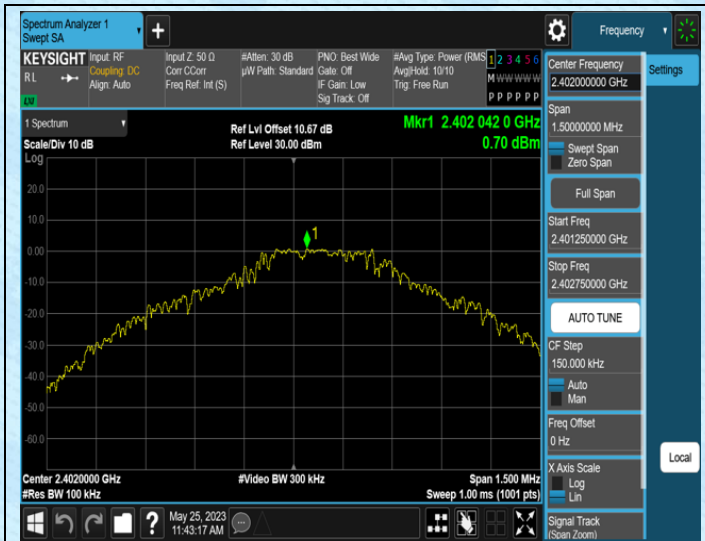 Spectrum Analyzer 1
Swept SA
+
Frequency
KEYSIGHT
RL
LXI
Input: RF
Coupling: DC
Align: Auto
Input Z: 50 Ω
Corr CCorr
Freq Ref: Int (S)
#Atten: 30 dB
µW Path: Standard
PNO: Best Wide
Gate: Off
IF Gain: Low
Sig Track: Off
#Avg Type: Power (RMS
Avg|Hold: 10/10
Trig: Free Run
1 2 3 4 5 6
M W W W W W
P P P P P P
Center Frequency
2.402000000 GHz
Settings
Span
1.50000000 MHz
Swept Span
Zero Span
Full Span
Start Freq
2.401250000 GHz
Stop Freq
2.402750000 GHz
AUTO TUNE
CF Step
150.000 kHz
Auto
Man
Freq Offset
0 Hz
X Axis Scale
Log
Lin
Signal Track
(Span Zoom)
Local
1 Spectrum
Scale/Div 10 dB
Ref Lvl Offset 10.67 dB
Ref Level 30.00 dBm
Mkr1 2.402 042 0 GHz
0.70 dBm
Log
20.0
10.0
0.00
-10.0
-20.0
-30.0
-40.0
-50.0
-60.0
1
Center 2.4020000 GHz
#Res BW 100 kHz
#Video BW 300 kHz
Span 1.500 MHz
Sweep 1.00 ms (1001 pts)
?
May 25, 2023
11:43:17 AM